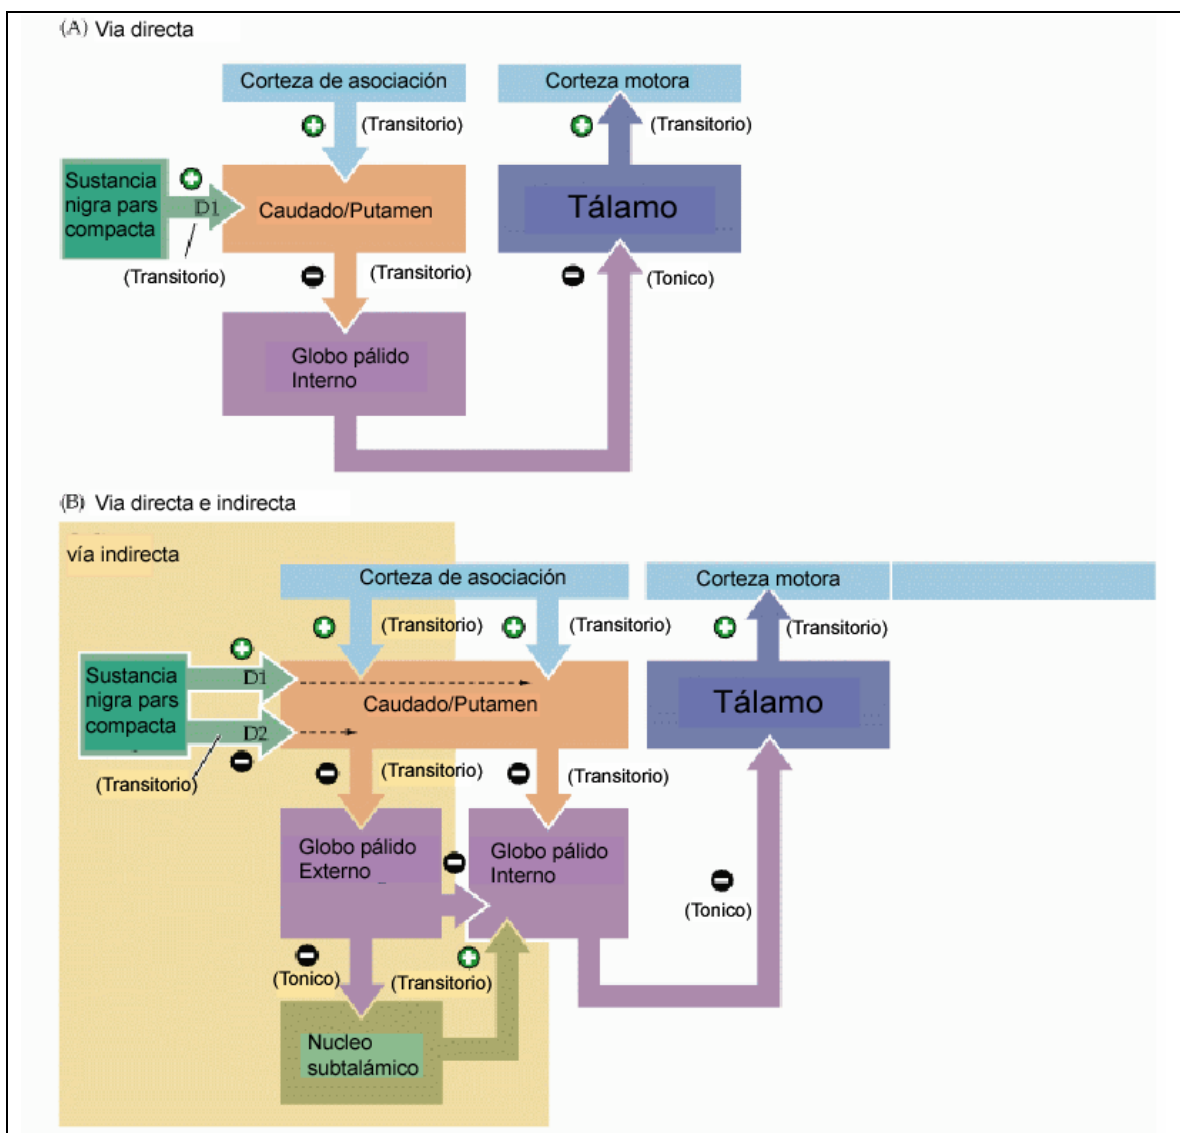 (A) Via directa
Corteza de asociación
Corteza motora
(Transitorio)
(Transitorio)
Sustancia
nigra pars
compacta
D1
Caudado/Putamen
Tálamo
(Transitorio)
(Transitorio)
(Tonico)
Globo pálido
Interno
(B) Via directa e indirecta
vía indirecta
Corteza de asociación
Corteza motora
(Transitorio)
(Transitorio)
(Transitorio)
Sustancia
nigra pars
compacta
D1
D2
Caudado/Putamen
Tálamo
(Transitorio)
(Transitorio)
(Transitorio)
Globo pálido
Externo
Globo pálido
Interno
(Tonico)
(Tonico)
(Transitorio)
Nucleo
subtalámico